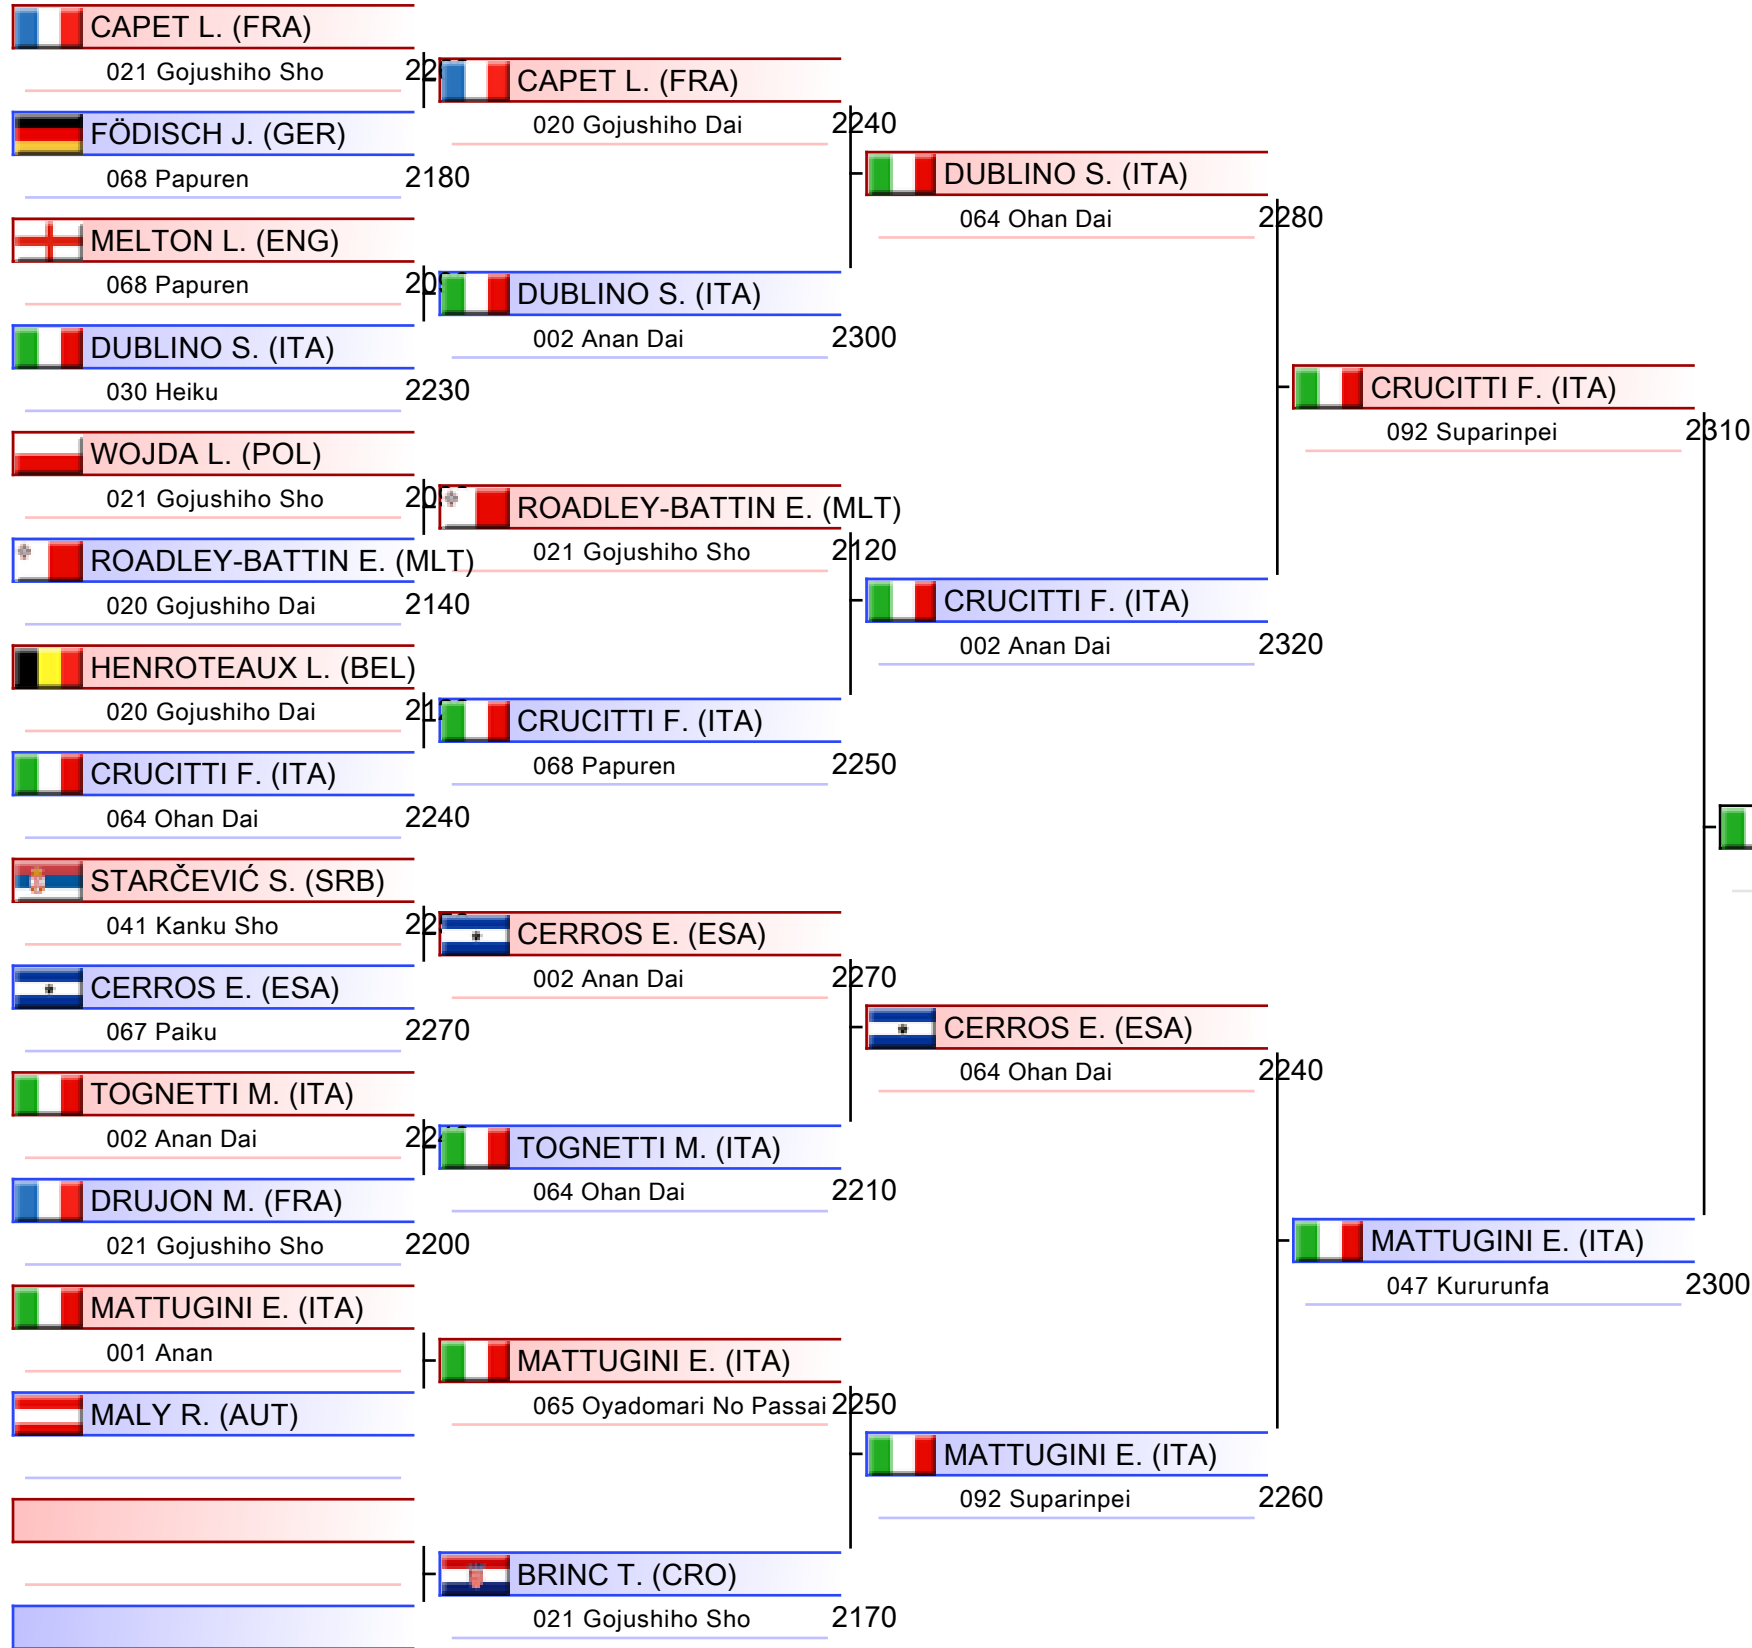 CAPET L. (FRA)
021 Gojushiho Sho
FÖDISCH J. (GER)
068 Papuren 2180
MELTON L. (ENG)
068 Papuren
DUBLINO S. (ITA)
030 Heiku 2230
WOJDA L. (POL)
021 Gojushiho Sho
ROADLEY-BATTIN E. (MLT)
020 Gojushiho Dai 2140
HENROTEAUX L. (BEL)
020 Gojushiho Dai
CRUCITTI F. (ITA)
064 Ohan Dai 2240
STARČEVIĆ S. (SRB)
041 Kanku Sho
CERROS E. (ESA)
067 Paiku 2270
TOGNETTI M. (ITA)
002 Anan Dai
DRUJON M. (FRA)
021 Gojushiho Sho 2200
MATTUGINI E. (ITA)
001 Anan
MALY R. (AUT)
CAPET L. (FRA)
020 Gojushiho Dai 2240
DUBLINO S. (ITA)
002 Anan Dai 2300
ROADLEY-BATTIN E. (MLT)
021 Gojushiho Sho 2120
CRUCITTI F. (ITA)
068 Papuren 2250
CERROS E. (ESA)
002 Anan Dai 2270
TOGNETTI M. (ITA)
064 Ohan Dai 2210
MATTUGINI E. (ITA)
065 Oyadomari No Passai 2250
BRINC T. (CRO)
021 Gojushiho Sho 2170
DUBLINO S. (ITA)
064 Ohan Dai 2280
CRUCITTI F. (ITA)
002 Anan Dai 2320
CERROS E. (ESA)
064 Ohan Dai 2240
MATTUGINI E. (ITA)
092 Suparinpei 2260
CRUCITTI F. (ITA)
092 Suparinpei 2310
MATTUGINI E. (ITA)
047 Kururunfa 2300